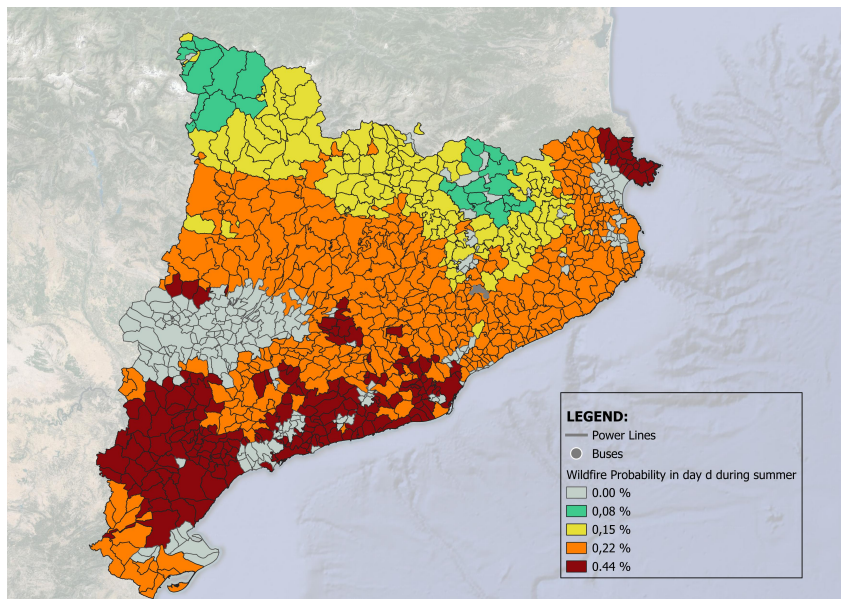 LEGEND:
Power Lines
Buses
Wildfire Probability in day d during summer
0.00 %
0,08 %
0,15 %
0,22 %
0.44 %